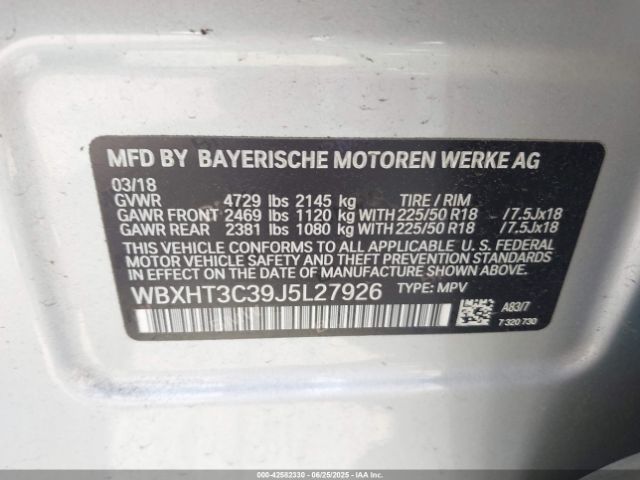 MFD BY BAYERISCHE MOTOREN WERKE AG
03/18
GVWR 4729 lbs 2145 kg TIRE / RIM
GAWR FRONT 2469 lbs 1120 kg WITH 225/50 R18 /7.5Jx18
GAWR REAR 2381 lbs 1080 kg WITH 225/50 R18 /7.5Jx18
THIS VEHICLE CONFORMS TO ALL APPLICABLE U. S. FEDERAL
MOTOR VEHICLE SAFETY AND THEFT PREVENTION STANDARDS
IN EFFECT ON THE DATE OF MANUFACTURE SHOWN ABOVE.
WBXHT3C39J5L27926 TYPE: MPV
A83/7
7 320 730
000-42582330 - 06/25/2025 - IAAI Copyright